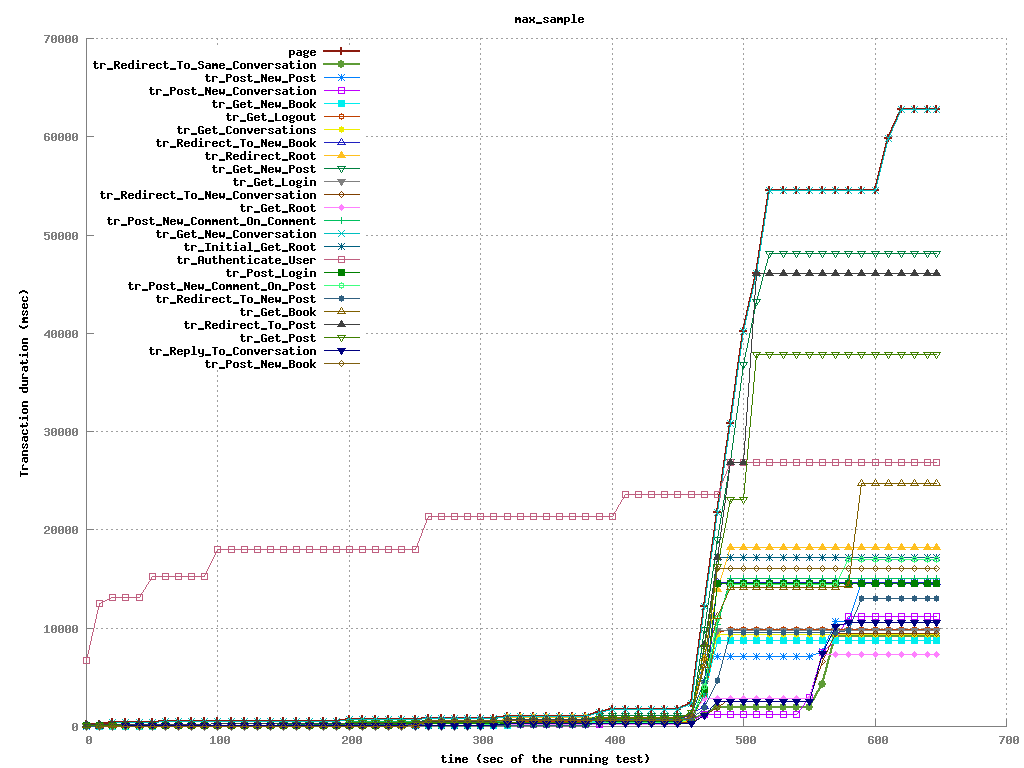 max_sample
70000
60000
50000
40000
30000
20000
10000
0
Transaction duration (msec)
page
tr_Redirect_To_Same_Conversation
tr_Post_New_Post
tr_Post_New_Conversation
tr_Get_New_Book
tr_Get_Logout
tr_Get_Conversations
tr_Redirect_To_New_Book
tr_Redirect_Root
tr_Get_New_Post
tr_Get_Login
tr_Redirect_To_New_Conversation
tr_Get_Root
tr_Post_New_Comment_On_Comment
tr_Get_New_Conversation
tr_Initial_Get_Root
tr_Authenticate_User
tr_Post_Login
tr_Post_New_Comment_On_Post
tr_Redirect_To_New_Post
tr_Get_Book
tr_Redirect_To_Post
tr_Get_Post
tr_Reply_To_Conversation
tr_Post_New_Book
0 100 200 300 400 500 600 700
time (sec of the running test)